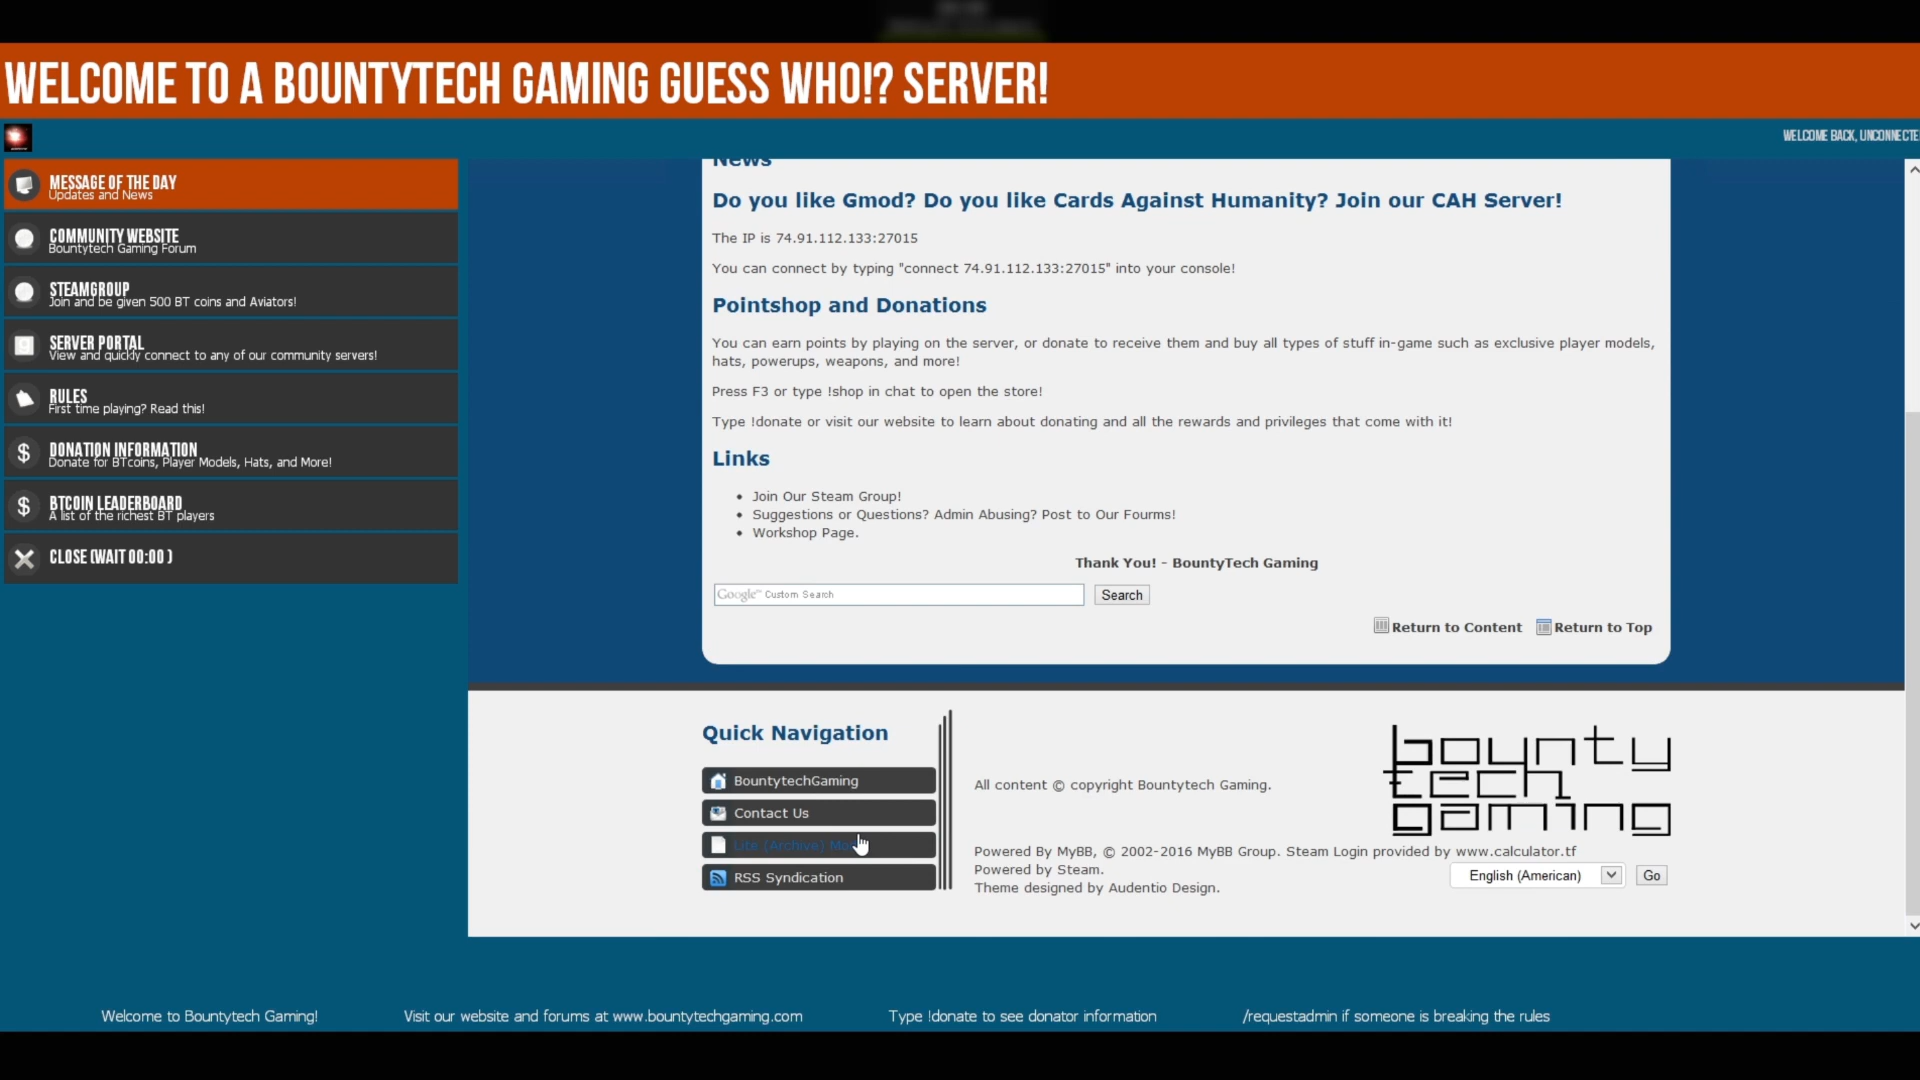 WELCOME TO A BOUNTYTECH GAMING GUESS WHO!? SERVER!
WELCOME BACK, UNCONNECTE
MESSAGE OF THE DAY
Updates and News
COMMUNITY WEBSITE
Bountytech Gaming Forum
STEAMGROUP
Join and be given 500 BT coins and Aviators!
SERVER PORTAL
View and quickly connect to any of our community servers!
RULES
First time playing? Read this!
DONATION INFORMATION
Donate for BTcoins, Player Models, Hats, and More!
BTCOIN LEADERBOARD
A list of the richest BT players
CLOSE (WAIT 00:00 )
News
Do you like Gmod? Do you like Cards Against Humanity? Join our CAH Server!
The IP is 74.91.112.133:27015
You can connect by typing "connect 74.91.112.133:27015" into your console!
Pointshop and Donations
You can earn points by playing on the server, or donate to receive them and buy all types of stuff in-game such as exclusive player models,
hats, powerups, weapons, and more!
Press F3 or type !shop in chat to open the store!
Type !donate or visit our website to learn about donating and all the rewards and privileges that come with it!
Links
• Join Our Steam Group!
• Suggestions or Questions? Admin Abusing? Post to Our Fourms!
• Workshop Page.
Thank You! - BountyTech Gaming
Google™ Custom Search
Search
Return to Content
Return to Top
Quick Navigation
BountytechGaming
Contact Us
Lite (Archive)
RSS Syndication
All content © copyright Bountytech Gaming.
Powered By MyBB, © 2002-2016 MyBB Group. Steam Login provided by www.calculator.tf
Powered by Steam.
Theme designed by Audentio Design.
bounty
tech
gaming
English (American)
Go
Welcome to Bountytech Gaming!
Visit our website and forums at www.bountytechgaming.com
Type !donate to see donator information
/requestadmin if someone is breaking the rules